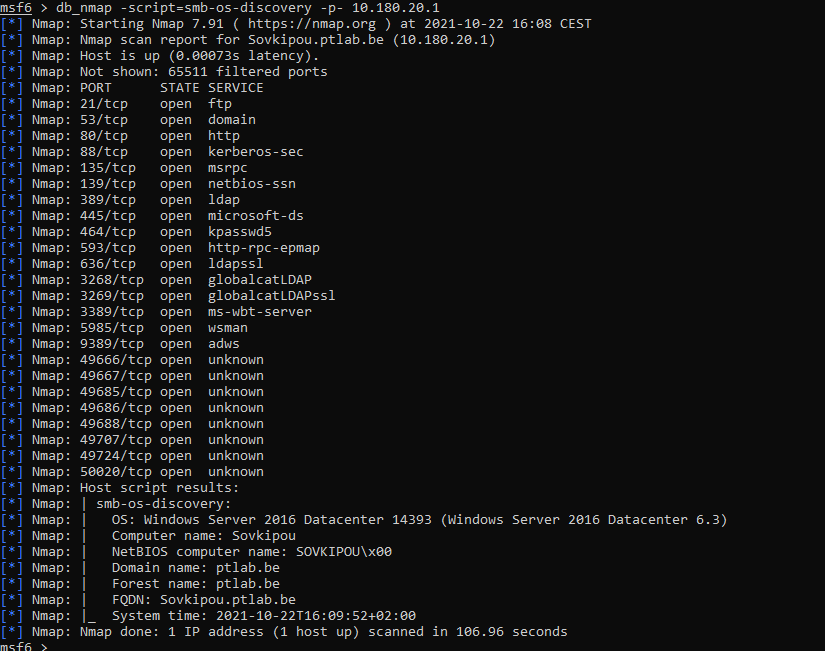 msf6 > db_nmap -script=smb-os-discovery -p- 10.180.20.1
[*] Nmap: Starting Nmap 7.91 ( https://nmap.org ) at 2021-10-22 16:08 CEST
[*] Nmap: Nmap scan report for Sovkipou.ptlab.be (10.180.20.1)
[*] Nmap: Host is up (0.00073s latency).
[*] Nmap: Not shown: 65511 filtered ports
[*] Nmap: PORT      STATE SERVICE
[*] Nmap: 21/tcp    open  ftp
[*] Nmap: 53/tcp    open  domain
[*] Nmap: 80/tcp    open  http
[*] Nmap: 88/tcp    open  kerberos-sec
[*] Nmap: 135/tcp   open  msrpc
[*] Nmap: 139/tcp   open  netbios-ssn
[*] Nmap: 389/tcp   open  ldap
[*] Nmap: 445/tcp   open  microsoft-ds
[*] Nmap: 464/tcp   open  kpasswd5
[*] Nmap: 593/tcp   open  http-rpc-epmap
[*] Nmap: 636/tcp   open  ldapssl
[*] Nmap: 3268/tcp  open  globalcatLDAP
[*] Nmap: 3269/tcp  open  globalcatLDAPssl
[*] Nmap: 3389/tcp  open  ms-wbt-server
[*] Nmap: 5985/tcp  open  wsman
[*] Nmap: 9389/tcp  open  adws
[*] Nmap: 49666/tcp open  unknown
[*] Nmap: 49667/tcp open  unknown
[*] Nmap: 49685/tcp open  unknown
[*] Nmap: 49686/tcp open  unknown
[*] Nmap: 49688/tcp open  unknown
[*] Nmap: 49707/tcp open  unknown
[*] Nmap: 49724/tcp open  unknown
[*] Nmap: 50020/tcp open  unknown
[*] Nmap: Host script results:
[*] Nmap: | smb-os-discovery:
[*] Nmap: |   OS: Windows Server 2016 Datacenter 14393 (Windows Server 2016 Datacenter 6.3)
[*] Nmap: |   Computer name: Sovkipou
[*] Nmap: |   NetBIOS computer name: SOVKIPOU\x00
[*] Nmap: |   Domain name: ptlab.be
[*] Nmap: |   Forest name: ptlab.be
[*] Nmap: |   FQDN: Sovkipou.ptlab.be
[*] Nmap: |_  System time: 2021-10-22T16:09:52+02:00
[*] Nmap: Nmap done: 1 IP address (1 host up) scanned in 106.96 seconds
msf6 >